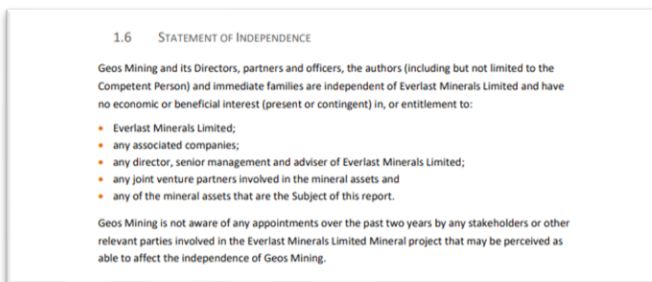 1.6 STATEMENT OF INDEPENDENCE
Geos Mining and its Directors, partners and officers, the authors (including but not limited to the
Competent Person) and immediate families are independent of Everlast Minerals Limited and have
no economic or beneficial interest (present or contingent) in, or entitlement to:
• Everlast Minerals Limited;
• any associated companies;
• any director, senior management and adviser of Everlast Minerals Limited;
• any joint venture partners involved in the mineral assets and
• any of the mineral assets that are the Subject of this report.
Geos Mining is not aware of any appointments over the past two years by any stakeholders or other
relevant parties involved in the Everlast Minerals Limited Mineral project that may be perceived as
able to affect the independence of Geos Mining.